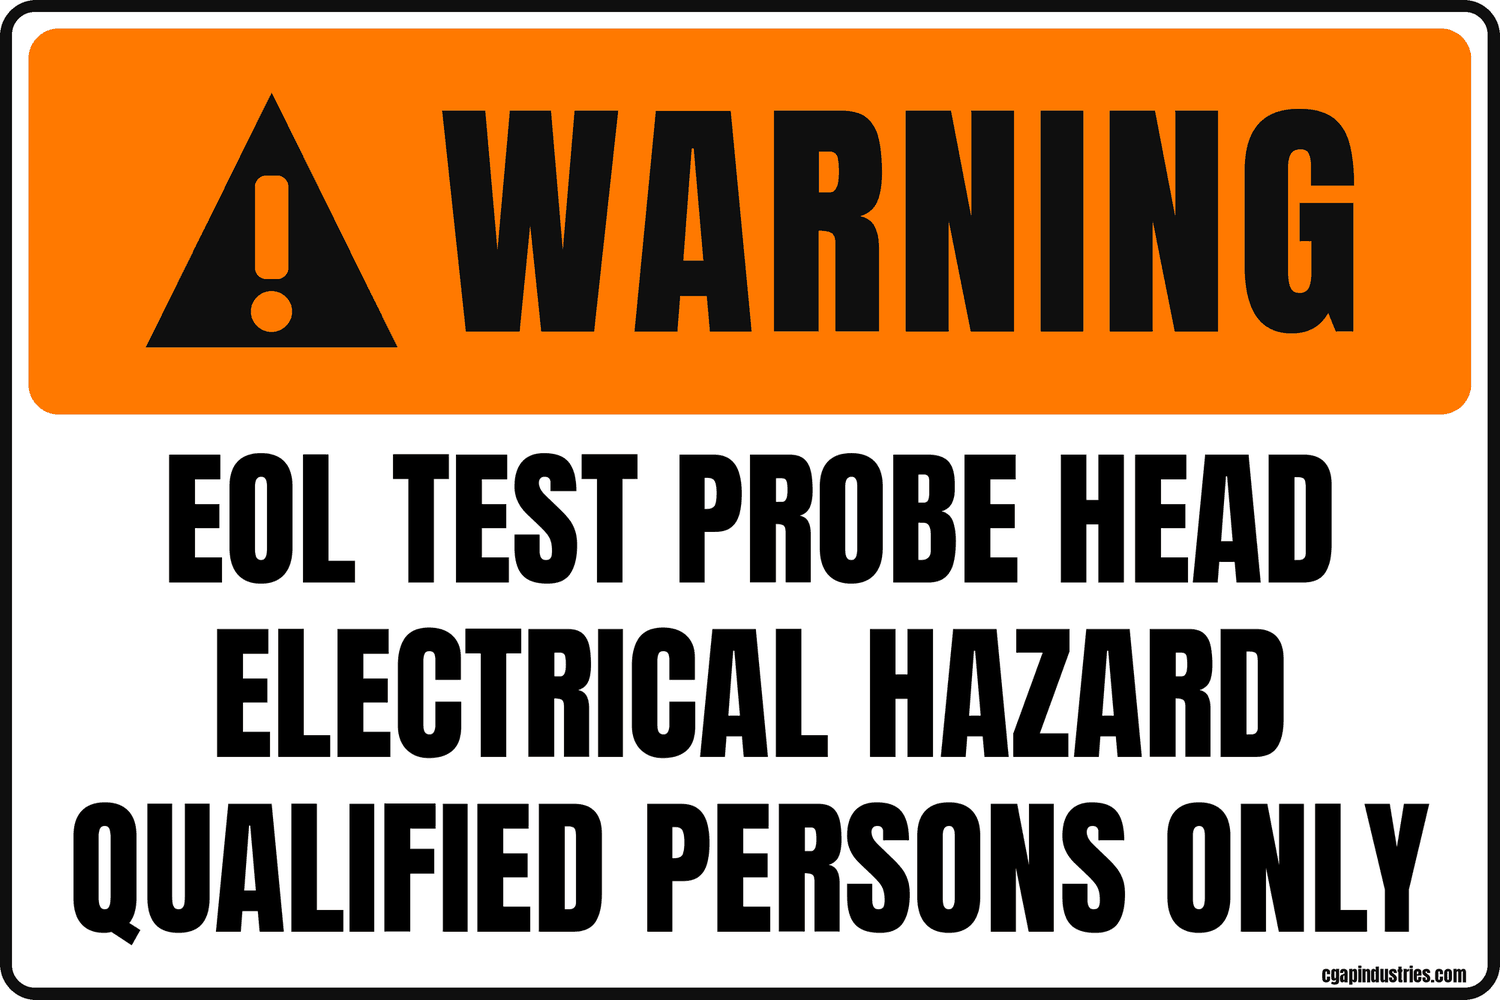 WARNING
EOL TEST PROBE HEAD
ELECTRICAL HAZARD
QUALIFIED PERSONS ONLY
cgapindustries.com